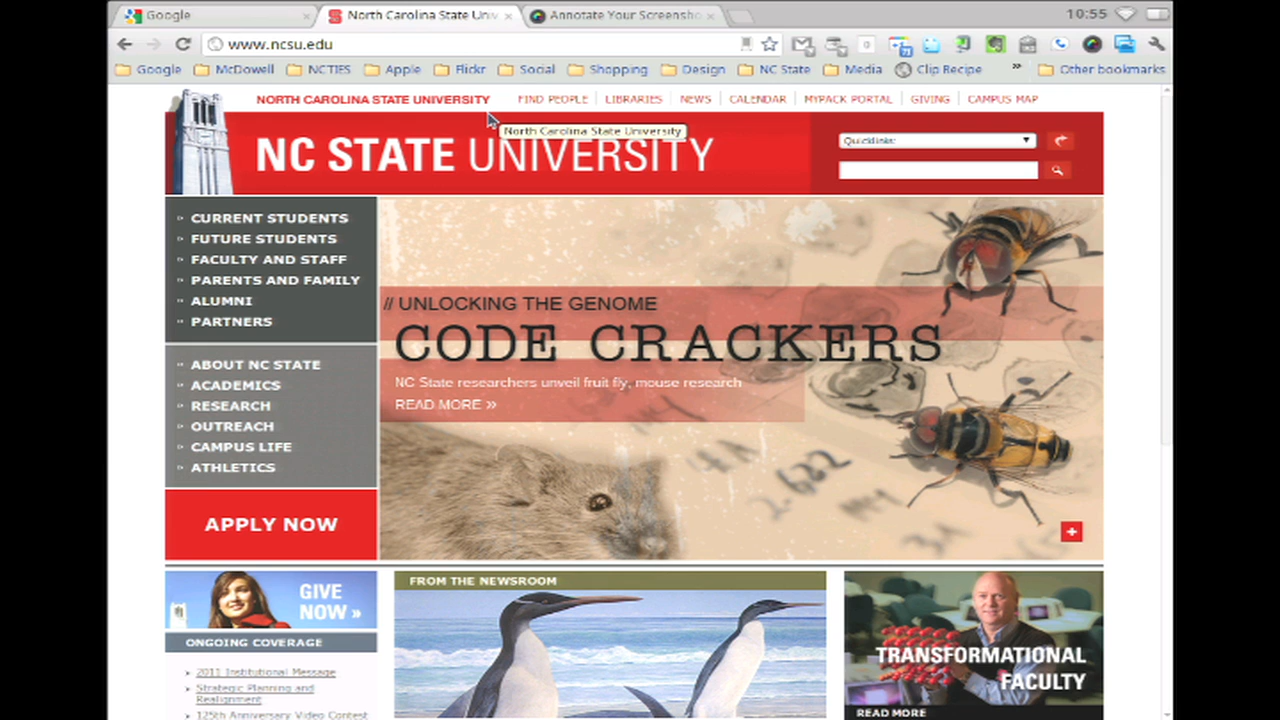 Google
North Carolina State Univ
Annotate Your Screensho
10:55
www.ncsu.edu
Google McDowell NCTIES Apple Flickr Social Shopping Design NC State Media Clip Recipe » Other bookmarks
NORTH CAROLINA STATE UNIVERSITY
FIND PEOPLE LIBRARIES NEWS CALENDAR MYPACK PORTAL GIVING CAMPUS MAP
North Carolina State University
NC STATE UNIVERSITY
Quicklinks:
CURRENT STUDENTS
FUTURE STUDENTS
FACULTY AND STAFF
PARENTS AND FAMILY
ALUMNI
PARTNERS
ABOUT NC STATE
ACADEMICS
RESEARCH
OUTREACH
CAMPUS LIFE
ATHLETICS
APPLY NOW
// UNLOCKING THE GENOME
CODE CRACKERS
NC State researchers unveil fruit fly, mouse research
READ MORE »
2.622
GIVE
NOW »
ONGOING COVERAGE
2011 Institutional Message
Strategic Planning and
Realignment
125th Anniversary Video Contest
FROM THE NEWSROOM
TRANSFORMATIONAL
FACULTY
READ MORE